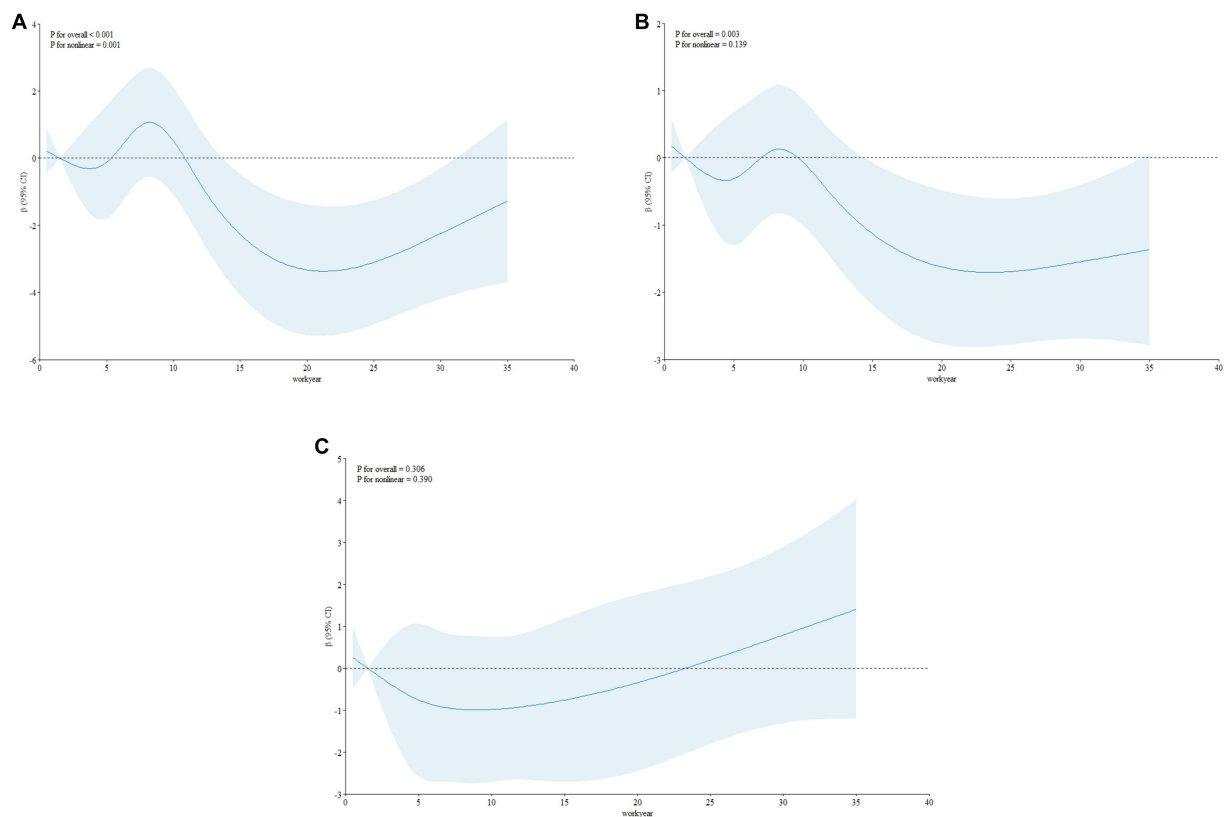 A
P for overall < 0.001
P for nonlinear = 0.001
4
2
0
-2
-4
-6
β (95% CI)
0 5 10 15 20 25 30 35 40
workyear
B
P for overall = 0.003
P for nonlinear = 0.139
2
1
0
-1
-2
-3
β (95% CI)
0 5 10 15 20 25 30 35 40
workyear
C
P for overall = 0.306
P for nonlinear = 0.390
5
4
3
2
1
0
-1
-2
-3
β (95% CI)
0 5 10 15 20 25 30 35 40
workyear